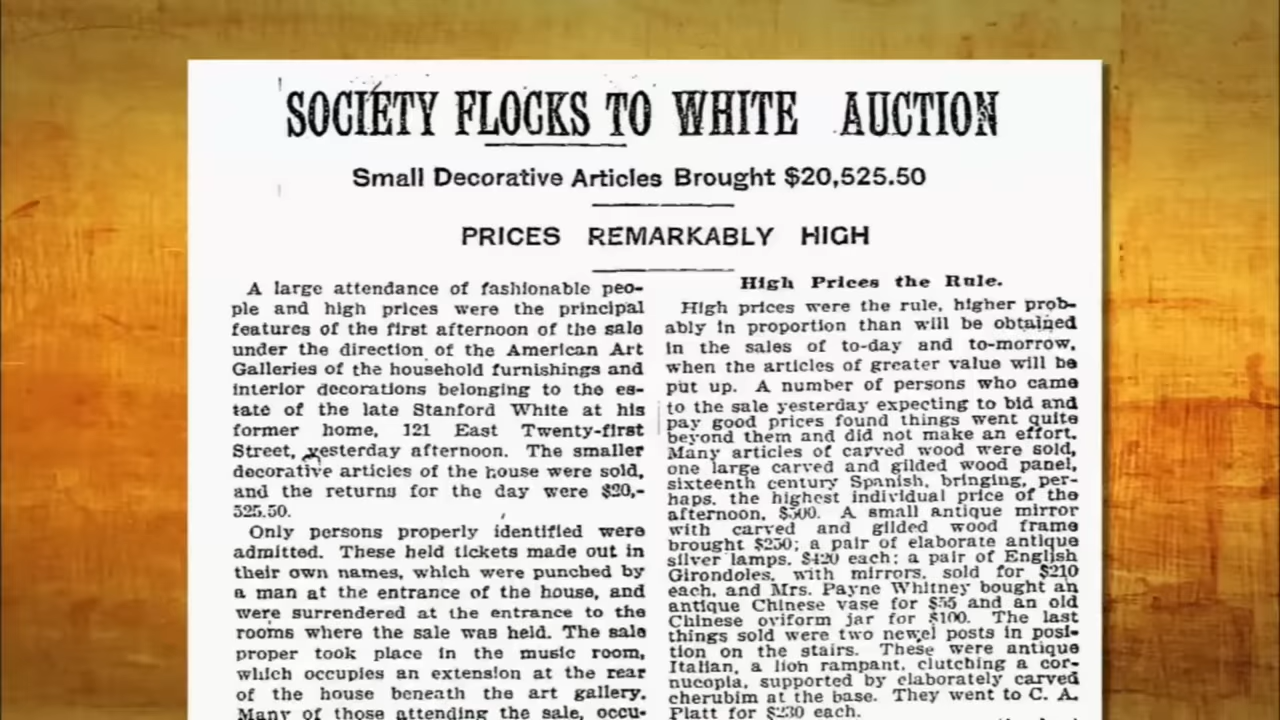 SOCIETY FLOCKS TO WHITE AUCTION
Small Decorative Articles Brought $20,525.50
PRICES REMARKABLY HIGH
A large attendance of fashionable peo-
ple and high prices were the principal
features of the first afternoon of the sale
under the direction of the American Art
Galleries of the household furnishings and
interior decorations belonging to the es-
tate of the late Stanford White at his
former home, 121 East Twenty-first
Street, yesterday afternoon. The smaller
decorative articles of the house were sold,
and the returns for the day were $20,-
525.50.
Only persons properly identified were
admitted. These held tickets made out in
their own names, which were punched by
a man at the entrance of the house, and
were surrendered at the entrance to the
rooms where the sale was held. The sale
proper took place in the music room,
which occupies an extension at the rear
of the house beneath the art gallery.
Many of those attending the sale, occu-
High Prices the Rule.
High prices were the rule, higher prob-
ably in proportion than will be obtained
in the sales of to-day and to-morrow,
when the articles of greater value will be
put up. A number of persons who came
to the sale yesterday expecting to bid and
pay good prices found things went quite
beyond them and did not make an effort.
Many articles of carved wood were sold,
one large carved and gilded wood panel,
sixteenth century Spanish, bringing, per-
haps, the highest individual price of the
afternoon, $500. A small antique mirror
with carved and gilded wood frame
brought $250; a pair of elaborate antique
silver lamps, $420 each; a pair of English
Girondoles, with mirrors, sold for $210
each, and Mrs. Payne Whitney bought an
antique Chinese vase for $55 and an old
Chinese oviform jar for $100. The last
things sold were two newel posts in posi-
tion on the stairs. These were antique
Italian, a lion rampant, clutching a cor-
nucopia, supported by elaborately carved
cherubim at the base. They went to C. A.
Platt for $230 each.